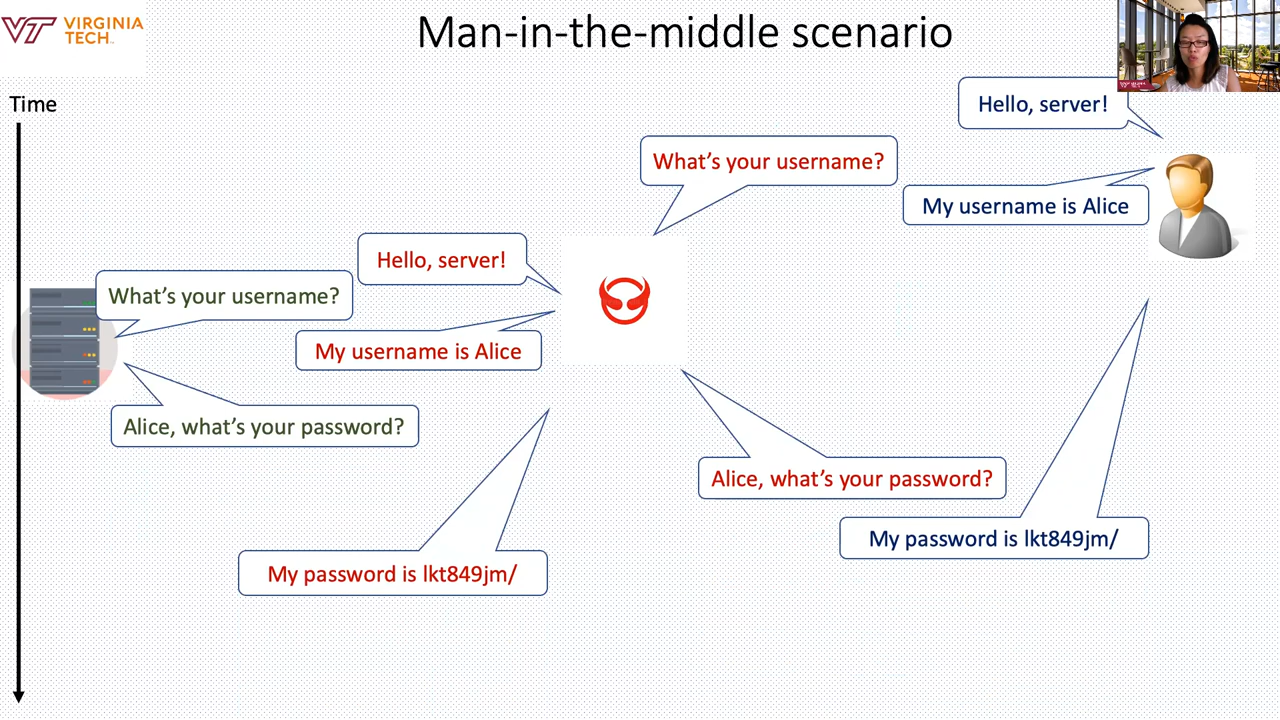 VT VIRGINIA
TECH
Man-in-the-middle scenario
Time
Hello, server!
What's your username?
My username is Alice
Hello, server!
What's your username?
My username is Alice
Alice, what's your password?
Alice, what's your password?
My password is lkt849jm/
My password is lkt849jm/